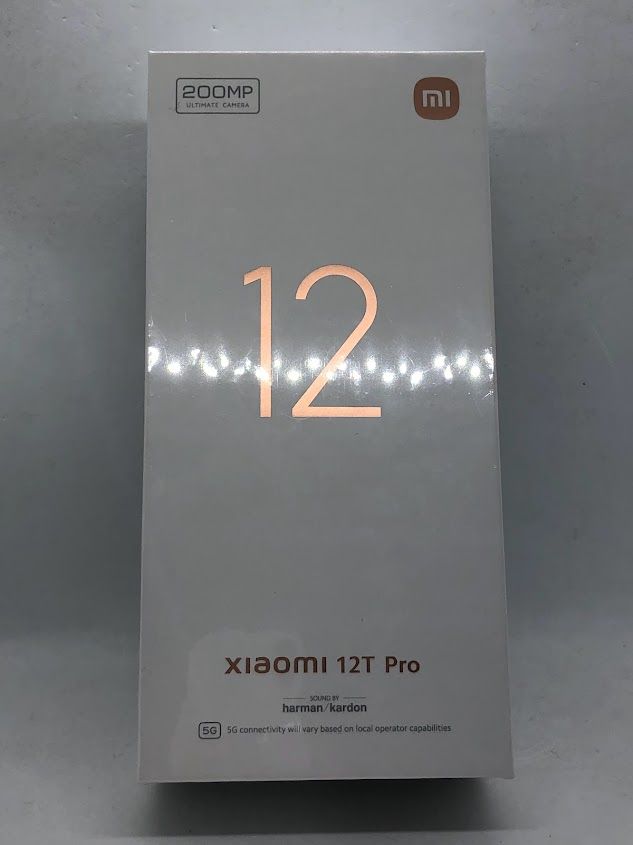 200MP
ULTIMATE CAMERA
mi
12
xiaomi 12T Pro
SOUND BY
harman/kardon
5G 5G connectivity will vary based on local operator capabilities